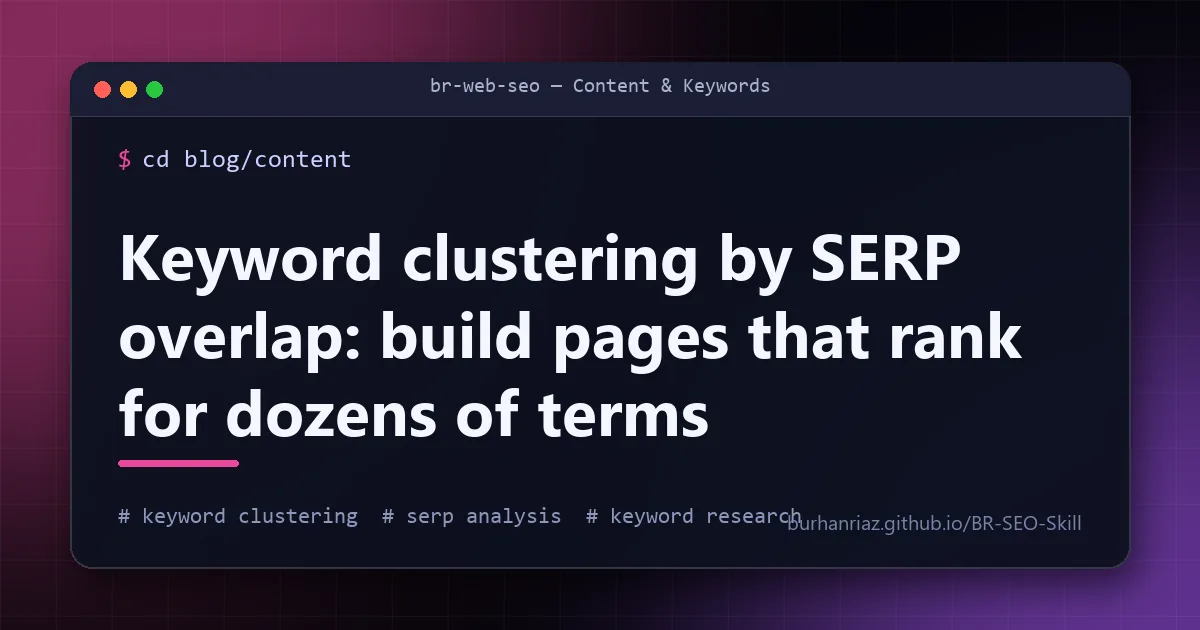 br-web-seo — Content & Keywords
$ cd blog/content
Keyword clustering by SERP
overlap: build pages that rank
for dozens of terms
# keyword clustering # serp analysis # keyword research
burhanriaz.github.io/BR-SEO-Skill